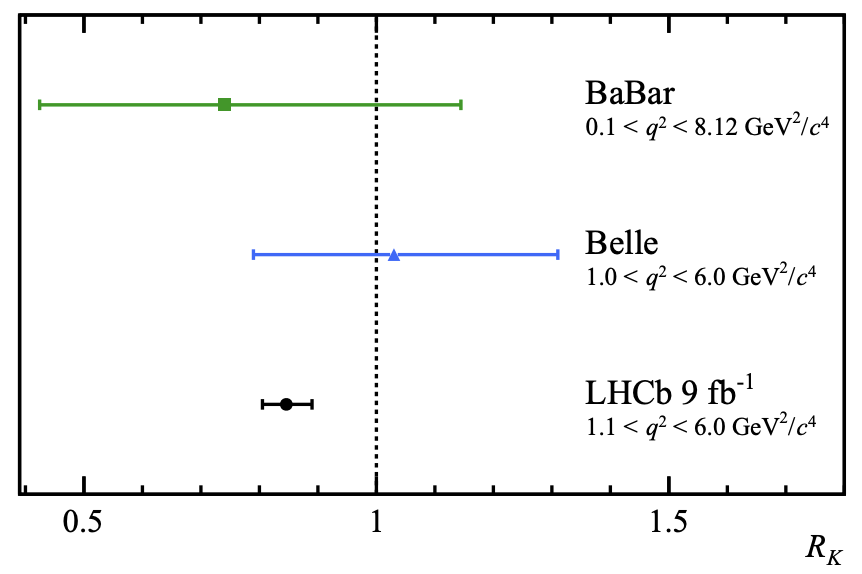 BaBar
0.1 < q² < 8.12 GeV²/c⁴
Belle
1.0 < q² < 6.0 GeV²/c⁴
LHCb 9 fb⁻¹
1.1 < q² < 6.0 GeV²/c⁴
0.5 1 1.5
R_K